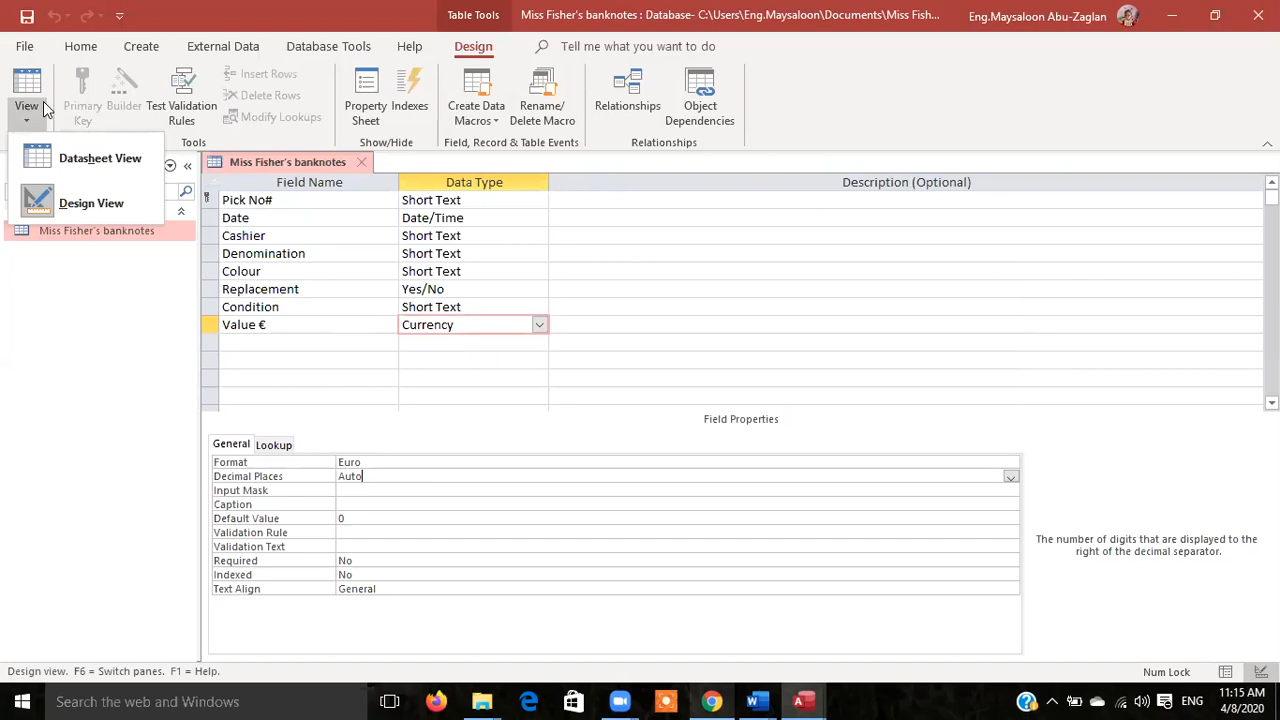 Table Tools
Miss Fisher's banknotes : Database- C:\Users\Eng.Maysaloon\Documents\Miss Fish...
Eng.Maysaloon Abu-Zaglan
File
Home
Create
External Data
Database Tools
Help
Design
Tell me what you want to do
View
Primary Key
Builder
Test Validation Rules
Insert Rows
Delete Rows
Modify Lookups
Property Sheet
Indexes
Create Data Macros
Rename/ Delete Macro
Relationships
Object Dependencies
Tools
Show/Hide
Field, Record & Table Events
Relationships
Datasheet View
Design View
Miss Fisher's banknotes
Miss Fisher's banknotes
Field Name Data Type Description (Optional)
Pick No# Short Text
Date Date/Time
Cashier Short Text
Denomination Short Text
Colour Short Text
Replacement Yes/No
Condition Short Text
Value € Currency
Field Properties
General Lookup
Format Euro
Decimal Places Auto
Input Mask
Caption
Default Value 0
Validation Rule
Validation Text
Required No
Indexed No
Text Align General
The number of digits that are displayed to the
right of the decimal separator.
Design view. F6 = Switch panes. F1 = Help.
Num Lock
Search the web and Windows
ENG
11:15 AM
4/8/2020